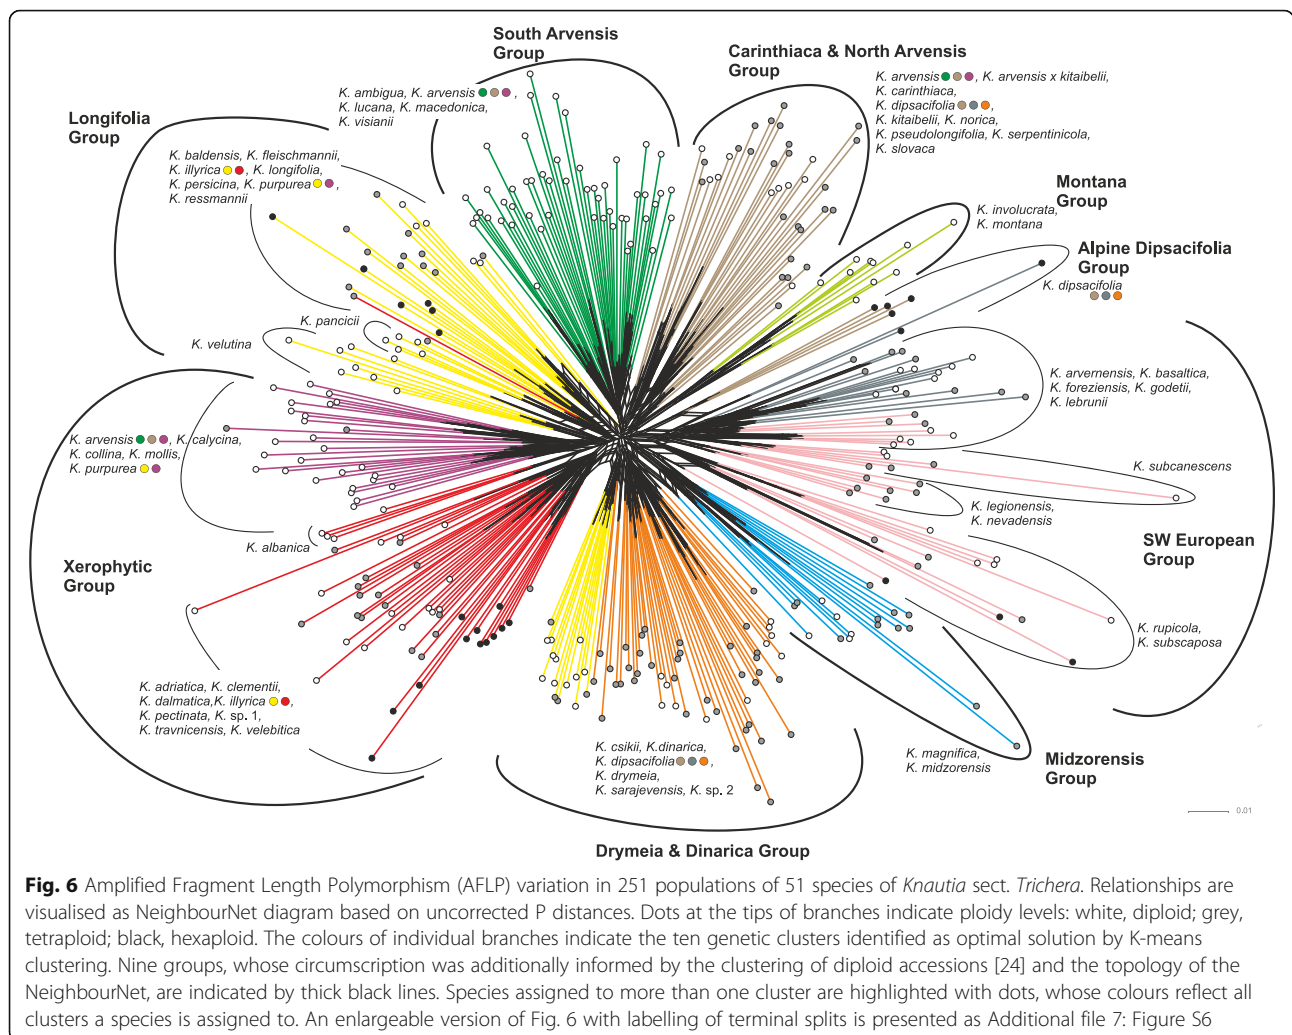 South Arvensis
Group
K. ambigua, K. arvensis ,
K. lucana, K. macedonica,
K. visianii
Carinthiaca & North Arvensis
Group
K. arvensis , K. arvensis x kitaibelii,
K. carinthiaca,
K. dipsacifolia ,
K. kitaibelii, K. norica,
K. pseudolongifolia, K. serpentinicola,
K. slovaca
Longifolia
Group
K. baldensis, K. fleischmannii,
K. illyrica , K. longifolia,
K. persicina, K. purpurea ,
K. ressmannii
K. pancicii
K. velutina
Montana
Group
K. involucrata,
K. montana
Alpine Dipsacifolia
Group
K. dipsacifolia
K. arvernensis, K. basaltica,
K. foreziensis, K. godetii,
K. lebrunii
K. subcanescens
K. legionensis,
K. nevadensis
SW European
Group
K. rupicola,
K. subscaposa
K. arvensis , K. calycina,
K. collina, K. mollis,
K. purpurea
K. albanica
Xerophytic
Group
K. adriatica, K. clementii,
K. dalmatica, K. illyrica ,
K. pectinata, K. sp. 1,
K. travnicensis, K. velebitica
K. csikii, K.dinarica,
K. dipsacifolia ,
K. drymeia,
K. sarajevensis, K. sp. 2
Drymeia & Dinarica Group
K. magnifica,
K. midzorensis
Midzorensis
Group
0.01
Fig. 6 Amplified Fragment Length Polymorphism (AFLP) variation in 251 populations of 51 species of Knautia sect. Trichera. Relationships are
visualised as NeighbourNet diagram based on uncorrected P distances. Dots at the tips of branches indicate ploidy levels: white, diploid; grey,
tetraploid; black, hexaploid. The colours of individual branches indicate the ten genetic clusters identified as optimal solution by K-means
clustering. Nine groups, whose circumscription was additionally informed by the clustering of diploid accessions [24] and the topology of the
NeighbourNet, are indicated by thick black lines. Species assigned to more than one cluster are highlighted with dots, whose colours reflect all
clusters a species is assigned to. An enlargeable version of Fig. 6 with labelling of terminal splits is presented as Additional file 7: Figure S6